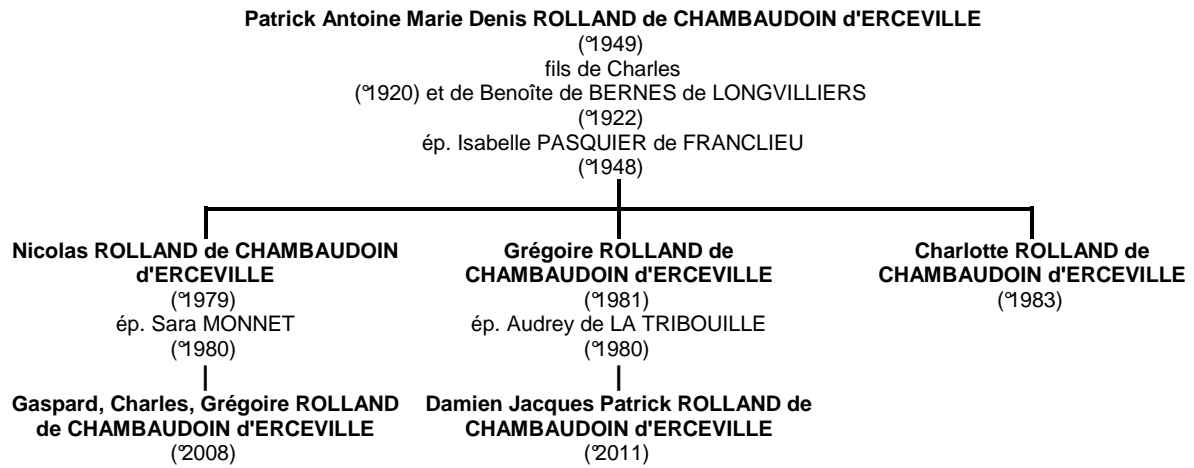 Patrick Antoine Marie Denis ROLLAND de CHAMBAUDOIN d'ERCEVILLE
(°1949)
fils de Charles
(°1920) et de Benoîte de BERNES de LONGVILLIERS
(°1922)
ép. Isabelle PASQUIER de FRANCLIEU
(°1948)
Nicolas ROLLAND de CHAMBAUDOIN
d'ERCEVILLE
(°1979)
ép. Sara MONNET
(°1980)
Grégoire ROLLAND de
CHAMBAUDOIN d'ERCEVILLE
(°1981)
ép. Audrey de LA TRIBOUILLE
(°1980)
Charlotte ROLLAND de
CHAMBAUDOIN d'ERCEVILLE
(°1983)
Gaspard, Charles, Grégoire ROLLAND
de CHAMBAUDOIN d'ERCEVILLE
(°2008)
Damien Jacques Patrick ROLLAND de
CHAMBAUDOIN d'ERCEVILLE
(°2011)